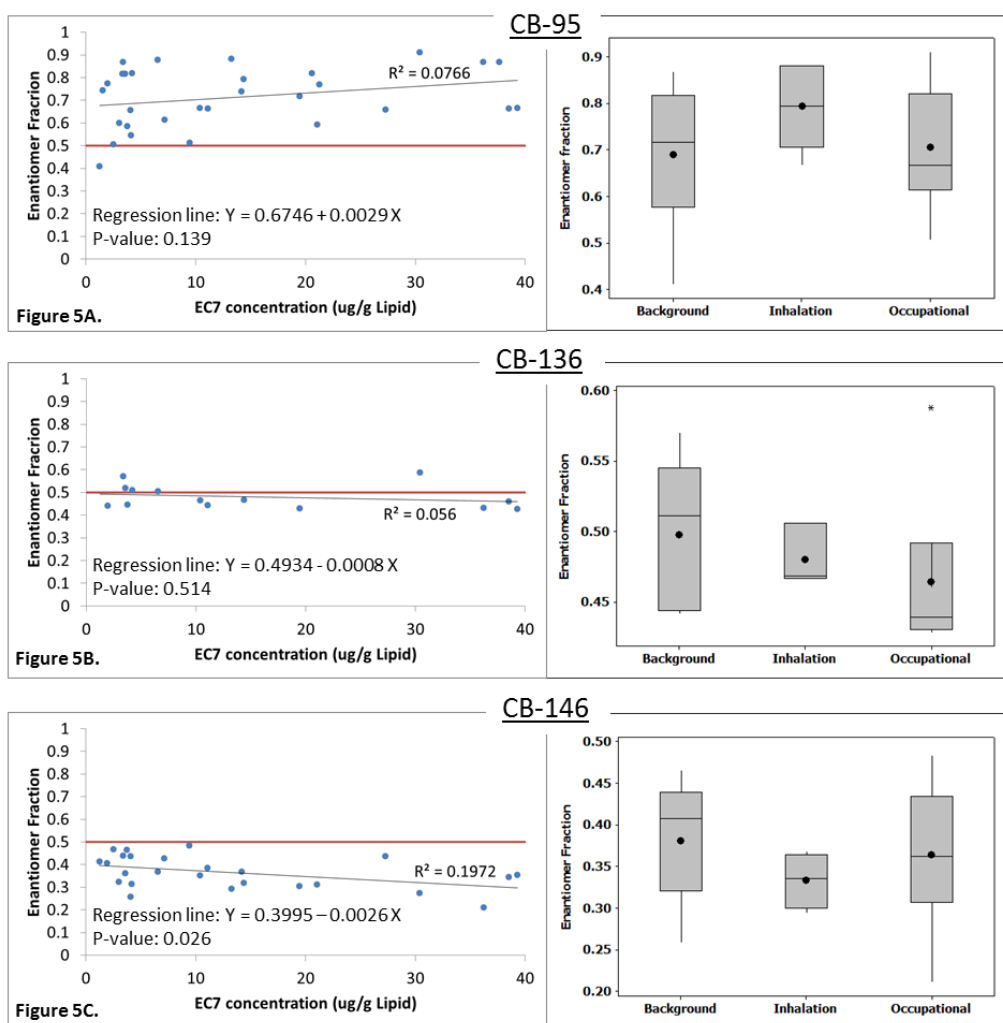 CB-95
Enantiomer Fracrion
1
0.9
0.8
0.7
0.6
0.5
0.4
0.3
0.2
0.1
0
R² = 0.0766
Regression line: Y = 0.6746 + 0.0029 X
P-value: 0.139
0 10 20 30 40
EC7 concentration (ug/g Lipid)
Figure 5A.
Enantiomer fraction
0.9
0.8
0.7
0.6
0.5
0.4
Background Inhalation Occupational
CB-136
Enantiomer Fracrion
1
0.9
0.8
0.7
0.6
0.5
0.4
0.3
0.2
0.1
0
R² = 0.056
Regression line: Y = 0.4934 - 0.0008 X
P-value: 0.514
0 10 20 30 40
EC7 concentration (ug/g Lipid)
Figure 5B.
Enantiomer Fraction
0.60
0.55
0.50
0.45
*
Background Inhalation Occupational
CB-146
Enantiomer Fracrion
1
0.9
0.8
0.7
0.6
0.5
0.4
0.3
0.2
0.1
0
R² = 0.1972
Regression line: Y = 0.3995 – 0.0026 X
P-value: 0.026
0 10 20 30 40
EC7 concentration (ug/g Lipid)
Figure 5C.
Enantiomer Fraction
0.50
0.45
0.40
0.35
0.30
0.25
0.20
Background Inhalation Occupational